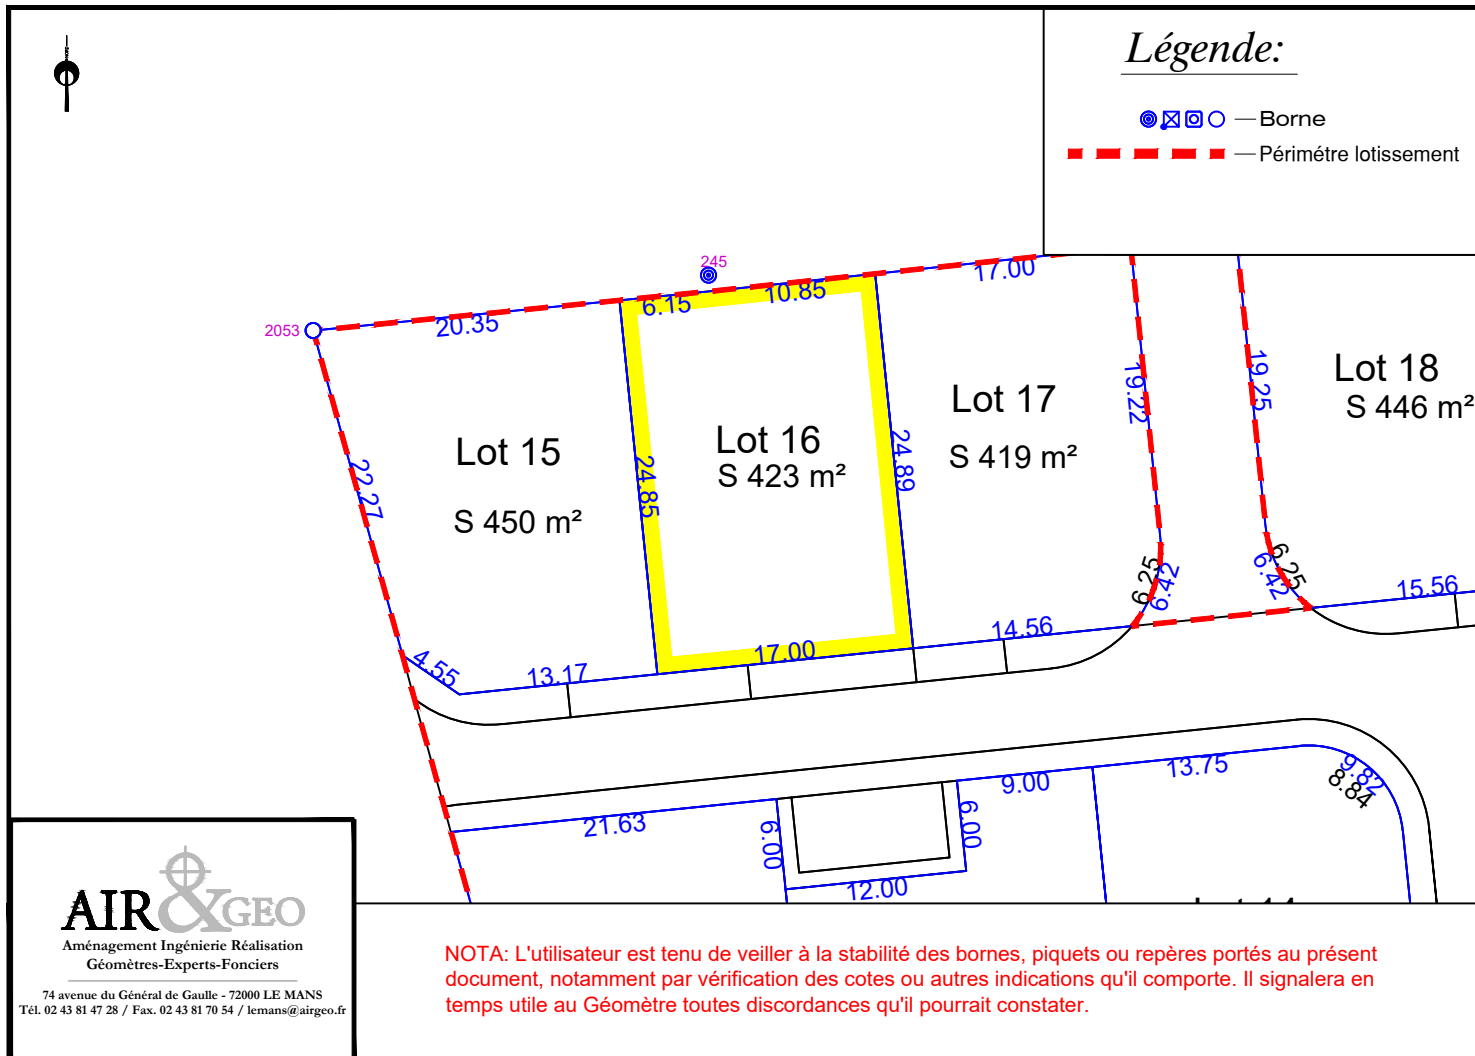 Légende:
Borne
Périmétre lotissement
245
2053
20.35
6.15
10.85
17.00
22.27
24.85
24.89
19.22
19.25
Lot 15
S 450 m²
Lot 16
S 423 m²
Lot 17
S 419 m²
Lot 18
S 446 m²
4.55
13.17
17.00
14.56
6.25
6.42
6.25
6.42
15.56
21.63
6.00
12.00
6.00
9.00
13.75
9.82
8.84
AIR&GEO
Aménagement Ingénierie Réalisation
Géomètres-Experts-Fonciers
74 avenue du Général de Gaulle - 72000 LE MANS
Tél. 02 43 81 47 28 / Fax. 02 43 81 70 54 / lemans@airgeo.fr
NOTA: L'utilisateur est tenu de veiller à la stabilité des bornes, piquets ou repères portés au présent
document, notamment par vérification des cotes ou autres indications qu'il comporte. Il signalera en
temps utile au Géomètre toutes discordances qu'il pourrait constater.